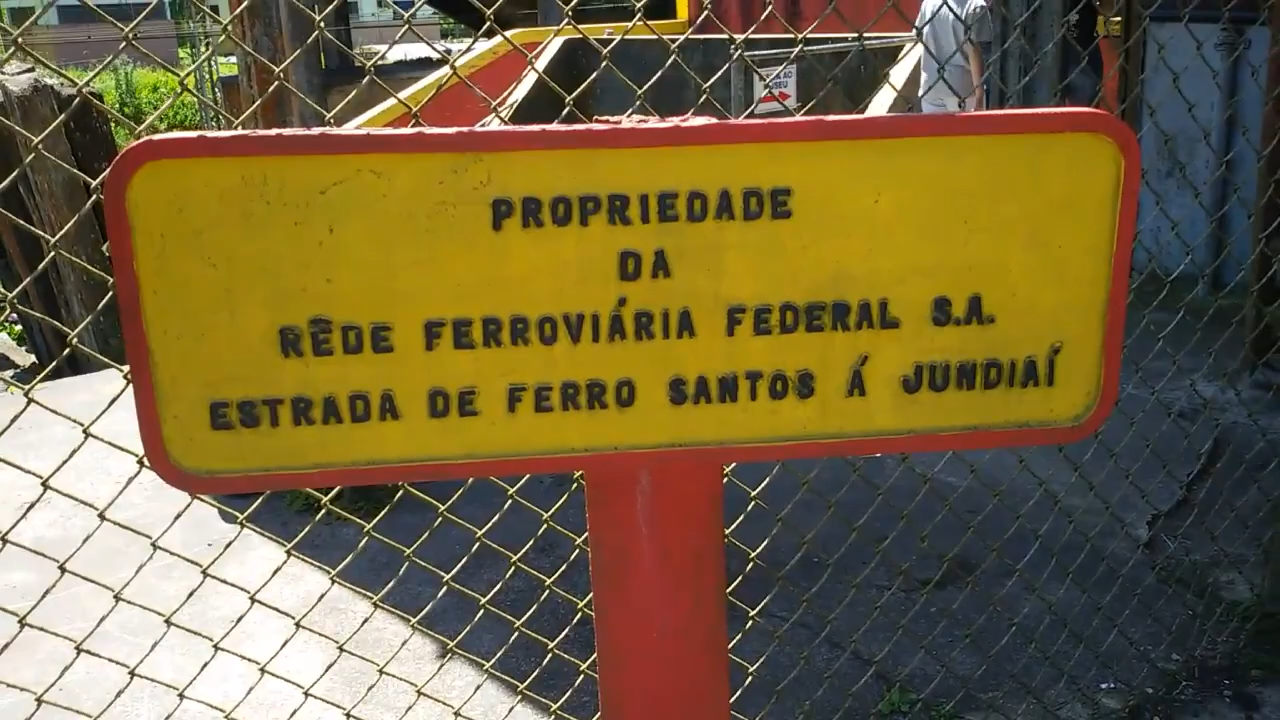 PROPRIEDADE
DA
RÊDE FERROVIÁRIA FEDERAL S.A.
ESTRADA DE FERRO SANTOS Á JUNDIAÍ